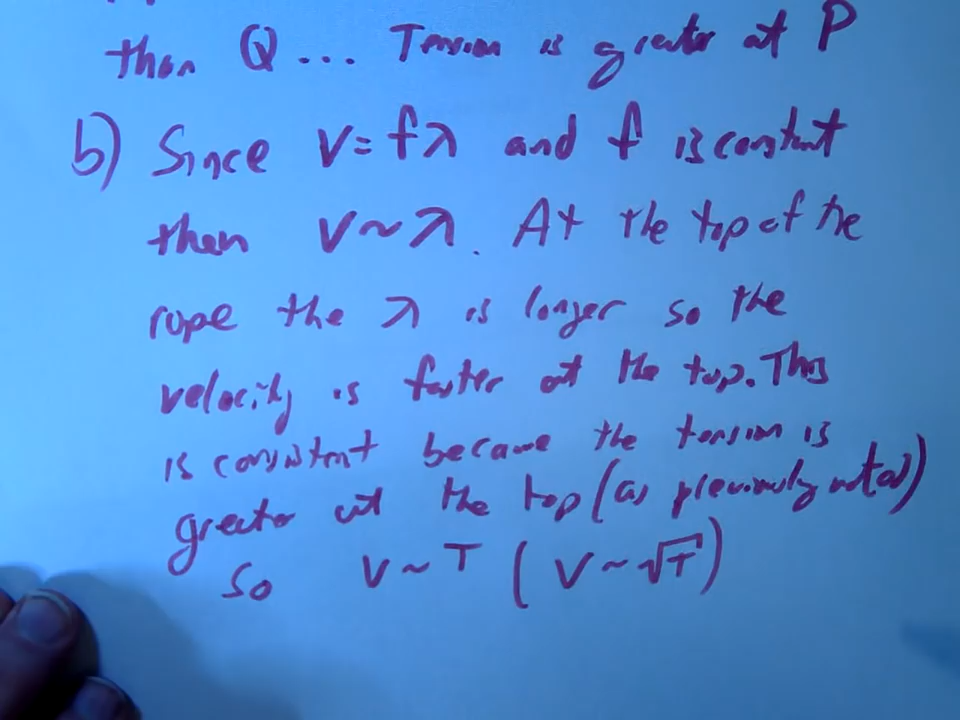 than Q ... Tension is greater at P
b) Since v = fλ and f is constant
then v ~ λ. At the top of the
rope the λ is longer so the
velocity is faster at the top. This
is consistent because the tension is
greater at the top (as previously noted)
So v ~ T ( v ~ √T )